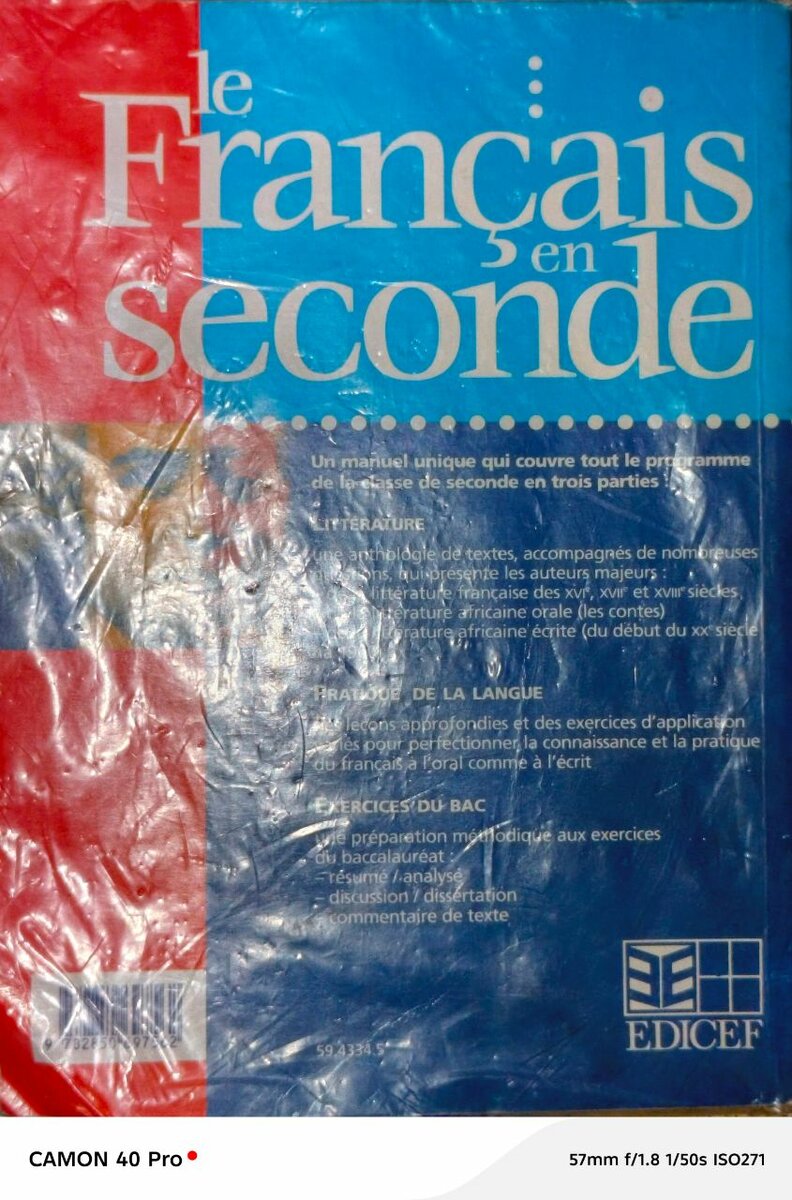 le
Français
en
seconde
Un manuel unique qui couvre tout le programme
de la classe de seconde en trois parties :
LITTÉRATURE
une anthologie de textes, accompagnés de nombreuses
qui présente les auteurs majeurs :
littérature française des XVIe, XVIIe et XVIIIe siècles
littérature africaine orale (les contes)
littérature africaine écrite (du début du XXe siècle
PRATIQUE DE LA LANGUE
des leçons approfondies et des exercices d'application
variés pour perfectionner la connaissance et la pratique
du français à l'oral comme à l'écrit
EXERCICES DU BAC
une préparation méthodique aux exercices
du baccalauréat :
– résumé / analyse
– discussion / dissertation
– commentaire de texte
EDICEF
59.4334.5
CAMON 40 Pro
57mm f/1.8 1/50s ISO271